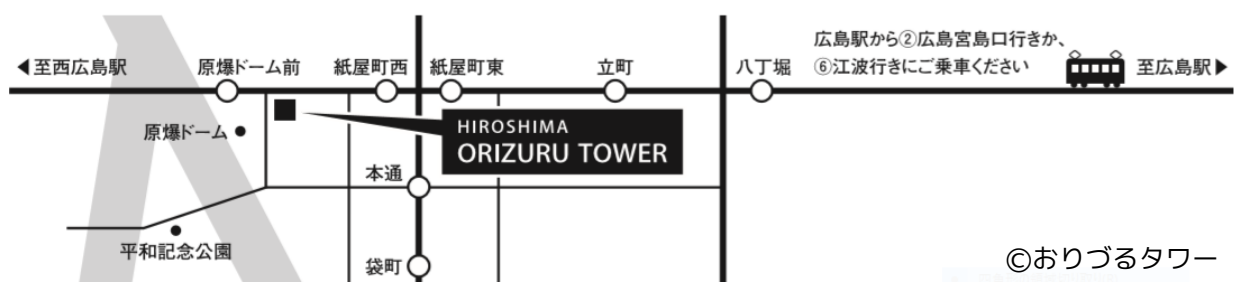 広島駅から②広島宮島口行きか、
⑥江波行きにご乗車ください
◀至西広島駅
原爆ドーム前
紙屋町西
紙屋町東
立町
八丁堀
至広島駅▶
原爆ドーム
HIROSHIMA
ORIZURU TOWER
本通
平和記念公園
袋町
©おりづるタワー